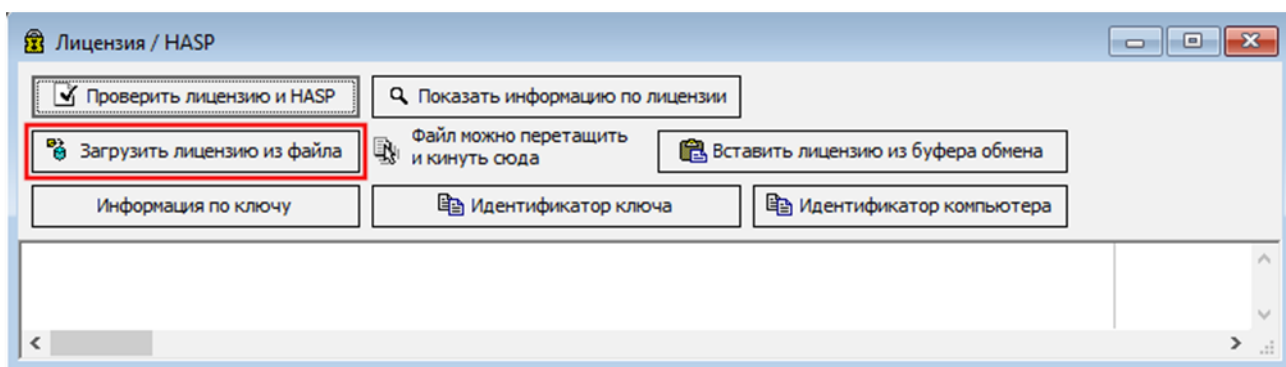 Лицензия / HASP
Проверить лицензию и HASP
Показать информацию по лицензии
Загрузить лицензию из файла
Файл можно перетащить
и кинуть сюда
Вставить лицензию из буфера обмена
Информация по ключу
Идентификатор ключа
Идентификатор компьютера